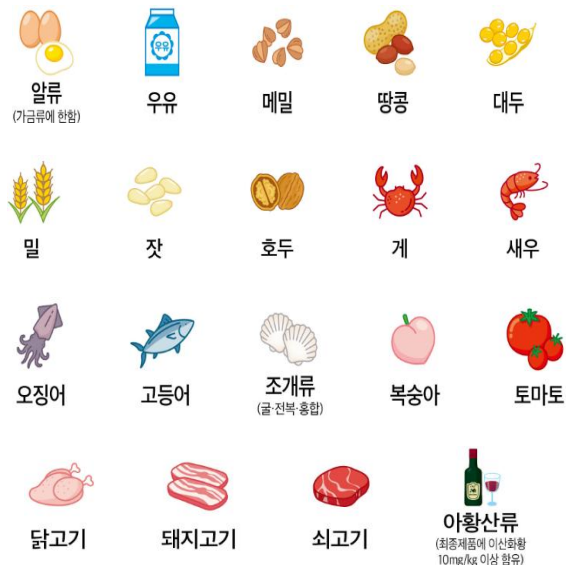 우유
알류
(가금류에 한함)
우유
메밀
땅콩
대두
밀
잣
호두
게
새우
오징어
고등어
조개류
(굴·전복·홍합)
복숭아
토마토
닭고기
돼지고기
쇠고기
아황산류
(최종제품에 이산화황
10mg/kg 이상 함유)